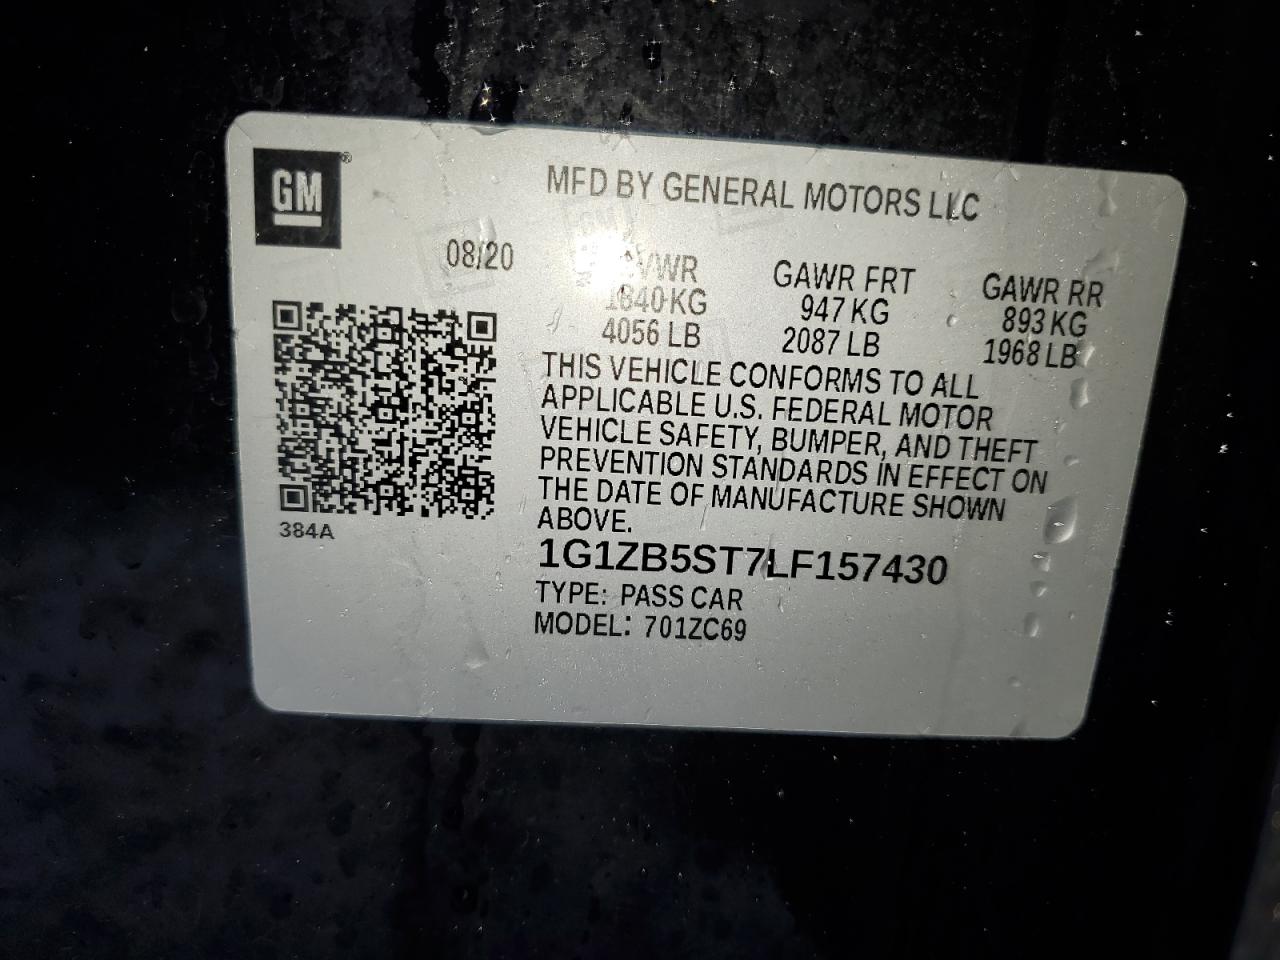 GM
MFD BY GENERAL MOTORS LLC
08/20
GVWR GAWR FRT GAWR RR
1840 KG 947 KG 893 KG
4056 LB 2087 LB 1968 LB
THIS VEHICLE CONFORMS TO ALL
APPLICABLE U.S. FEDERAL MOTOR
VEHICLE SAFETY, BUMPER, AND THEFT
PREVENTION STANDARDS IN EFFECT ON
THE DATE OF MANUFACTURE SHOWN
ABOVE.
384A
1G1ZB5ST7LF157430
TYPE: PASS CAR
MODEL: 701ZC69